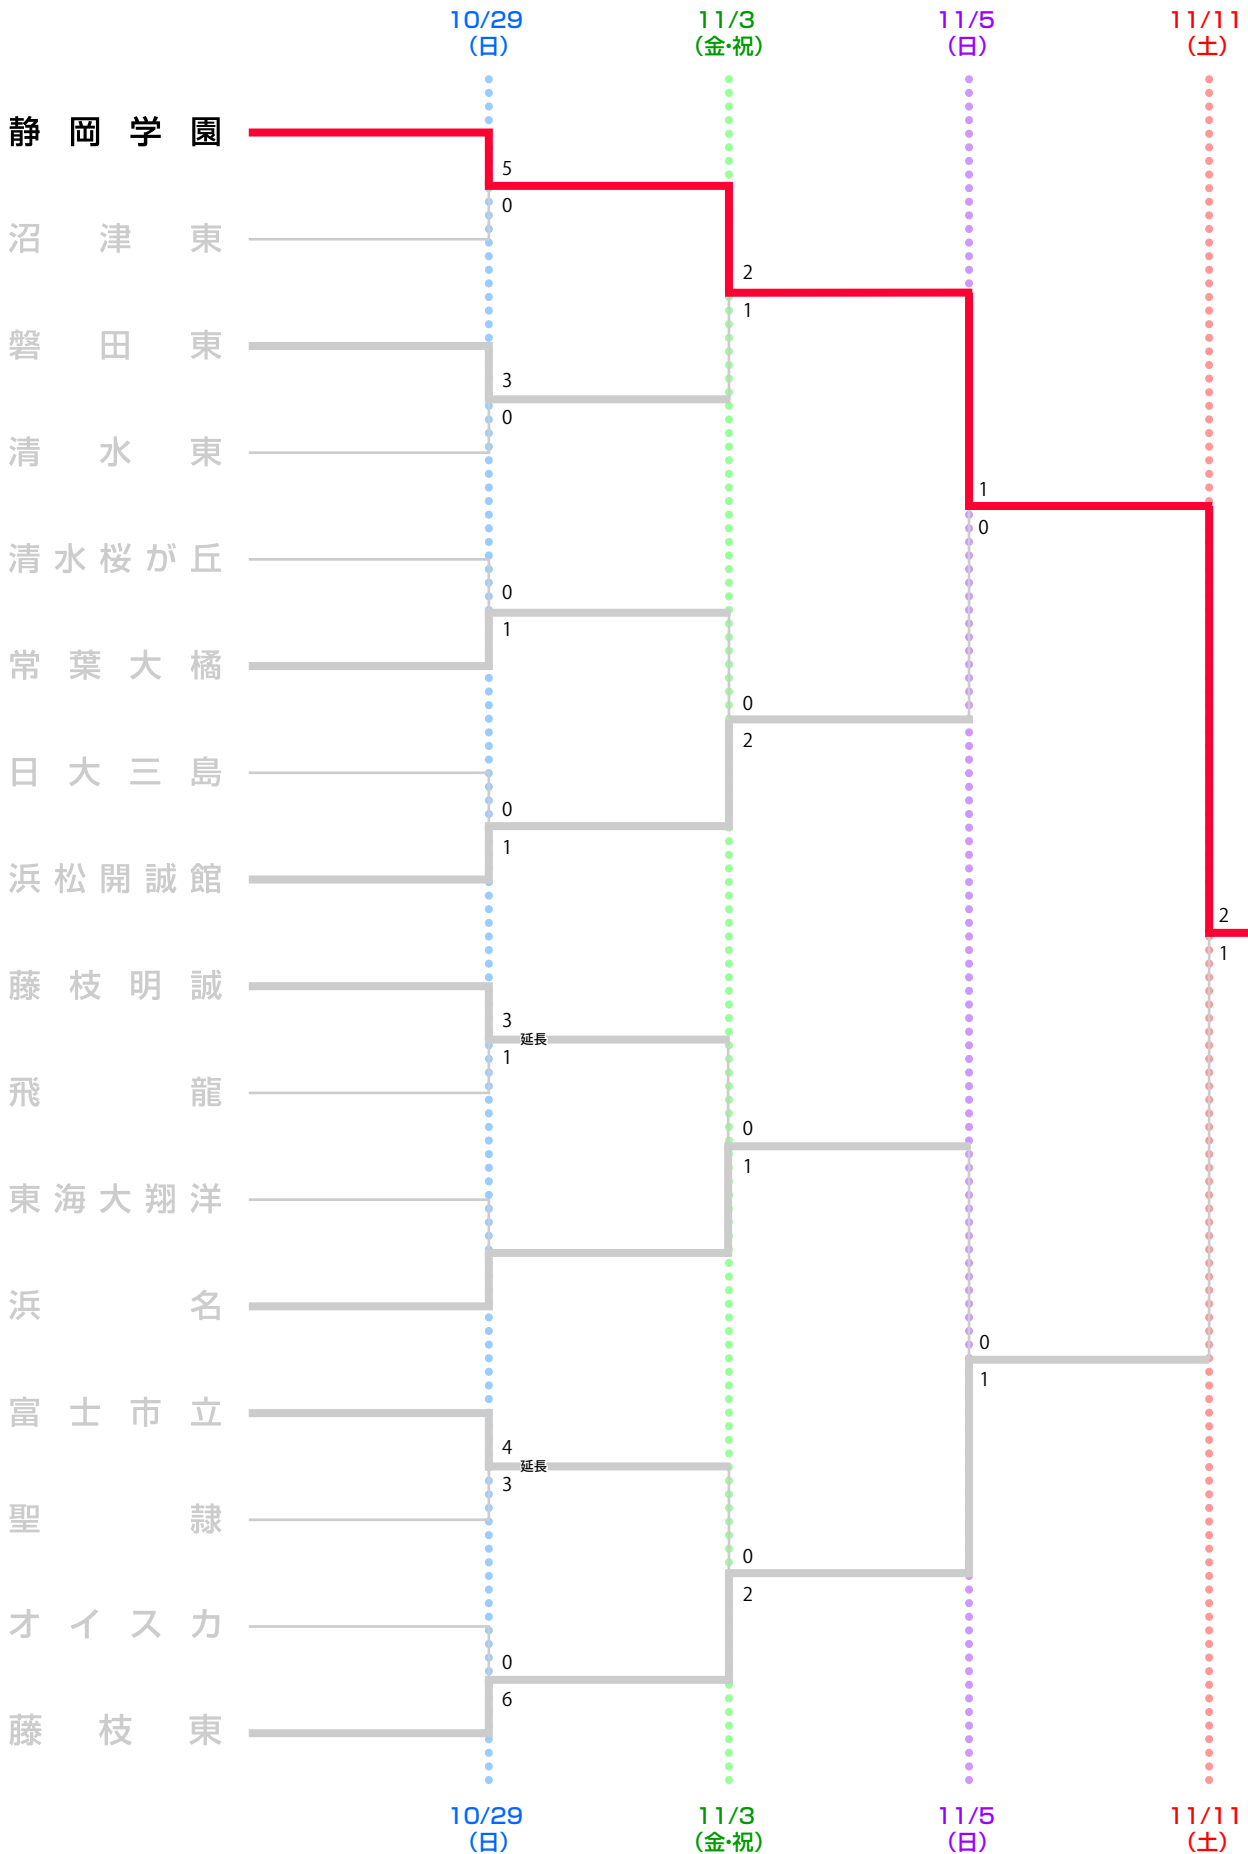 10/29 11/3 11/5 11/11
(日) (金・祝) (日) (土)
静岡学園
5
0
沼津東
2
1
磐田東
3
0
清水東
1
0
清水桜が丘
0
1
常葉大橘
0
2
日大三島
0
1
浜松開誠館
2
1
藤枝明誠
3
延長
1
飛龍
0
1
東海大翔洋
浜名
0
1
富士市立
4
延長
3
聖隷
0
2
オイスカ
0
6
藤枝東
10/29 11/3 11/5 11/11
(日) (金・祝) (日) (土)